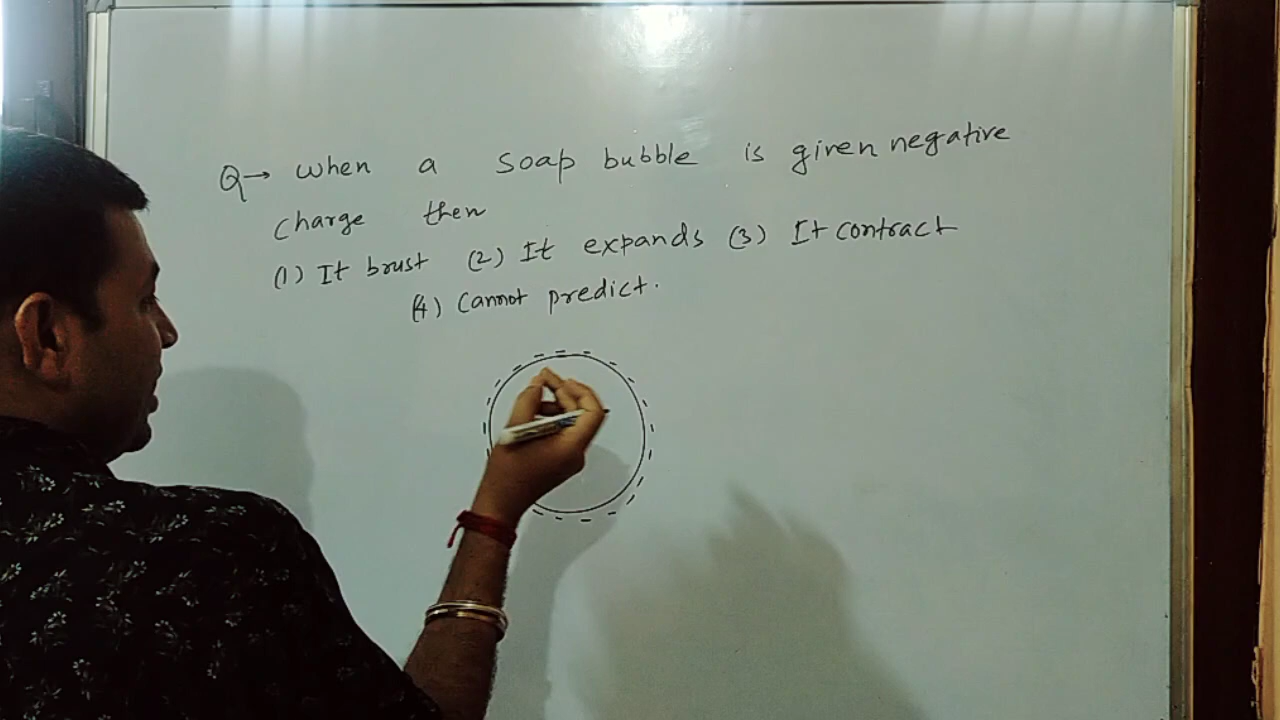 Q→ when a soap bubble is given negative
charge then
(1) It brust (2) It expands (3) It contract
(4) Cannot predict.